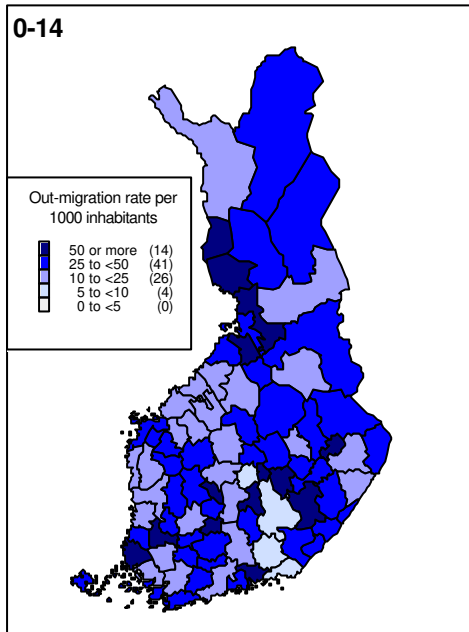 0-14
Out-migration rate per
1000 inhabitants
50 or more (14)
25 to <50 (41)
10 to <25 (26)
5 to <10 (4)
0 to <5 (0)